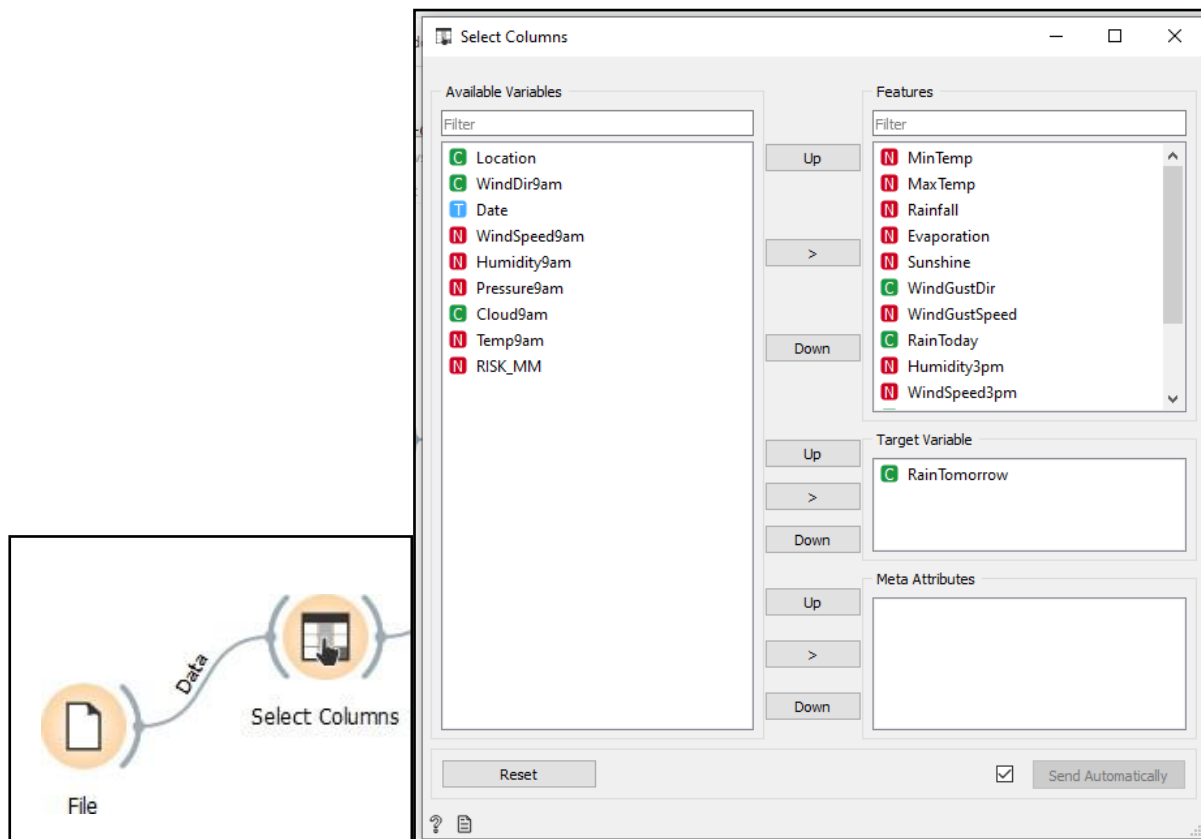 Select Columns
Available Variables
Filter
C Location
C WindDir9am
T Date
N WindSpeed9am
N Humidity9am
N Pressure9am
C Cloud9am
N Temp9am
N RISK_MM
Up
>
Down
Up
>
Down
Up
>
Down
Features
Filter
N MinTemp
N MaxTemp
N Rainfall
N Evaporation
N Sunshine
C WindGustDir
N WindGustSpeed
C RainToday
N Humidity3pm
N WindSpeed3pm
Target Variable
C RainTomorrow
Meta Attributes
Reset
Send Automatically
?
Data
Select Columns
File